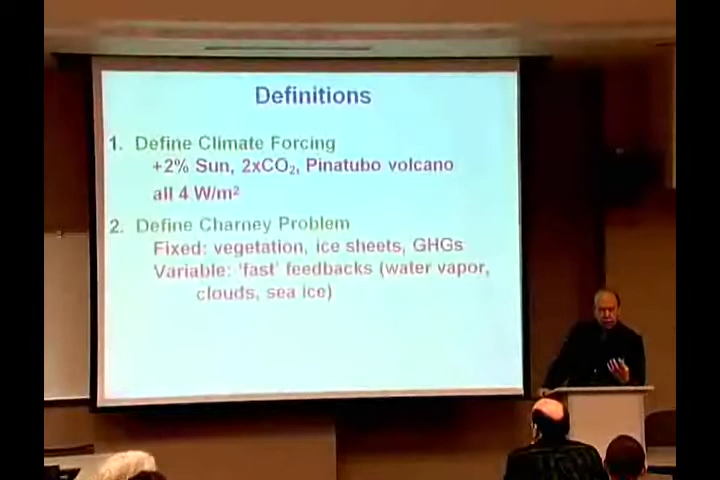 Definitions
1. Define Climate Forcing
+2% Sun, 2xCO₂, Pinatubo volcano
all 4 W/m²
2. Define Charney Problem
Fixed: vegetation, ice sheets, GHGs
Variable: ‘fast’ feedbacks (water vapor,
clouds, sea ice)